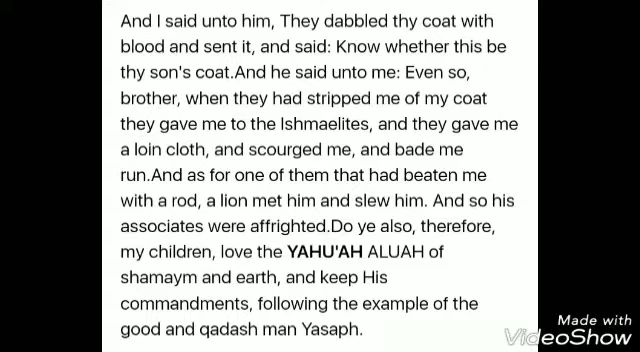 And I said unto him, They dabbled thy coat with
blood and sent it, and said: Know whether this be
thy son's coat.And he said unto me: Even so,
brother, when they had stripped me of my coat
they gave me to the Ishmaelites, and they gave me
a loin cloth, and scourged me, and bade me
run.And as for one of them that had beaten me
with a rod, a lion met him and slew him. And so his
associates were affrighted.Do ye also, therefore,
my children, love the YAHU'AH ALUAH of
shamaym and earth, and keep His
commandments, following the example of the
good and qadash man Yasaph.
Made with
VideoShow